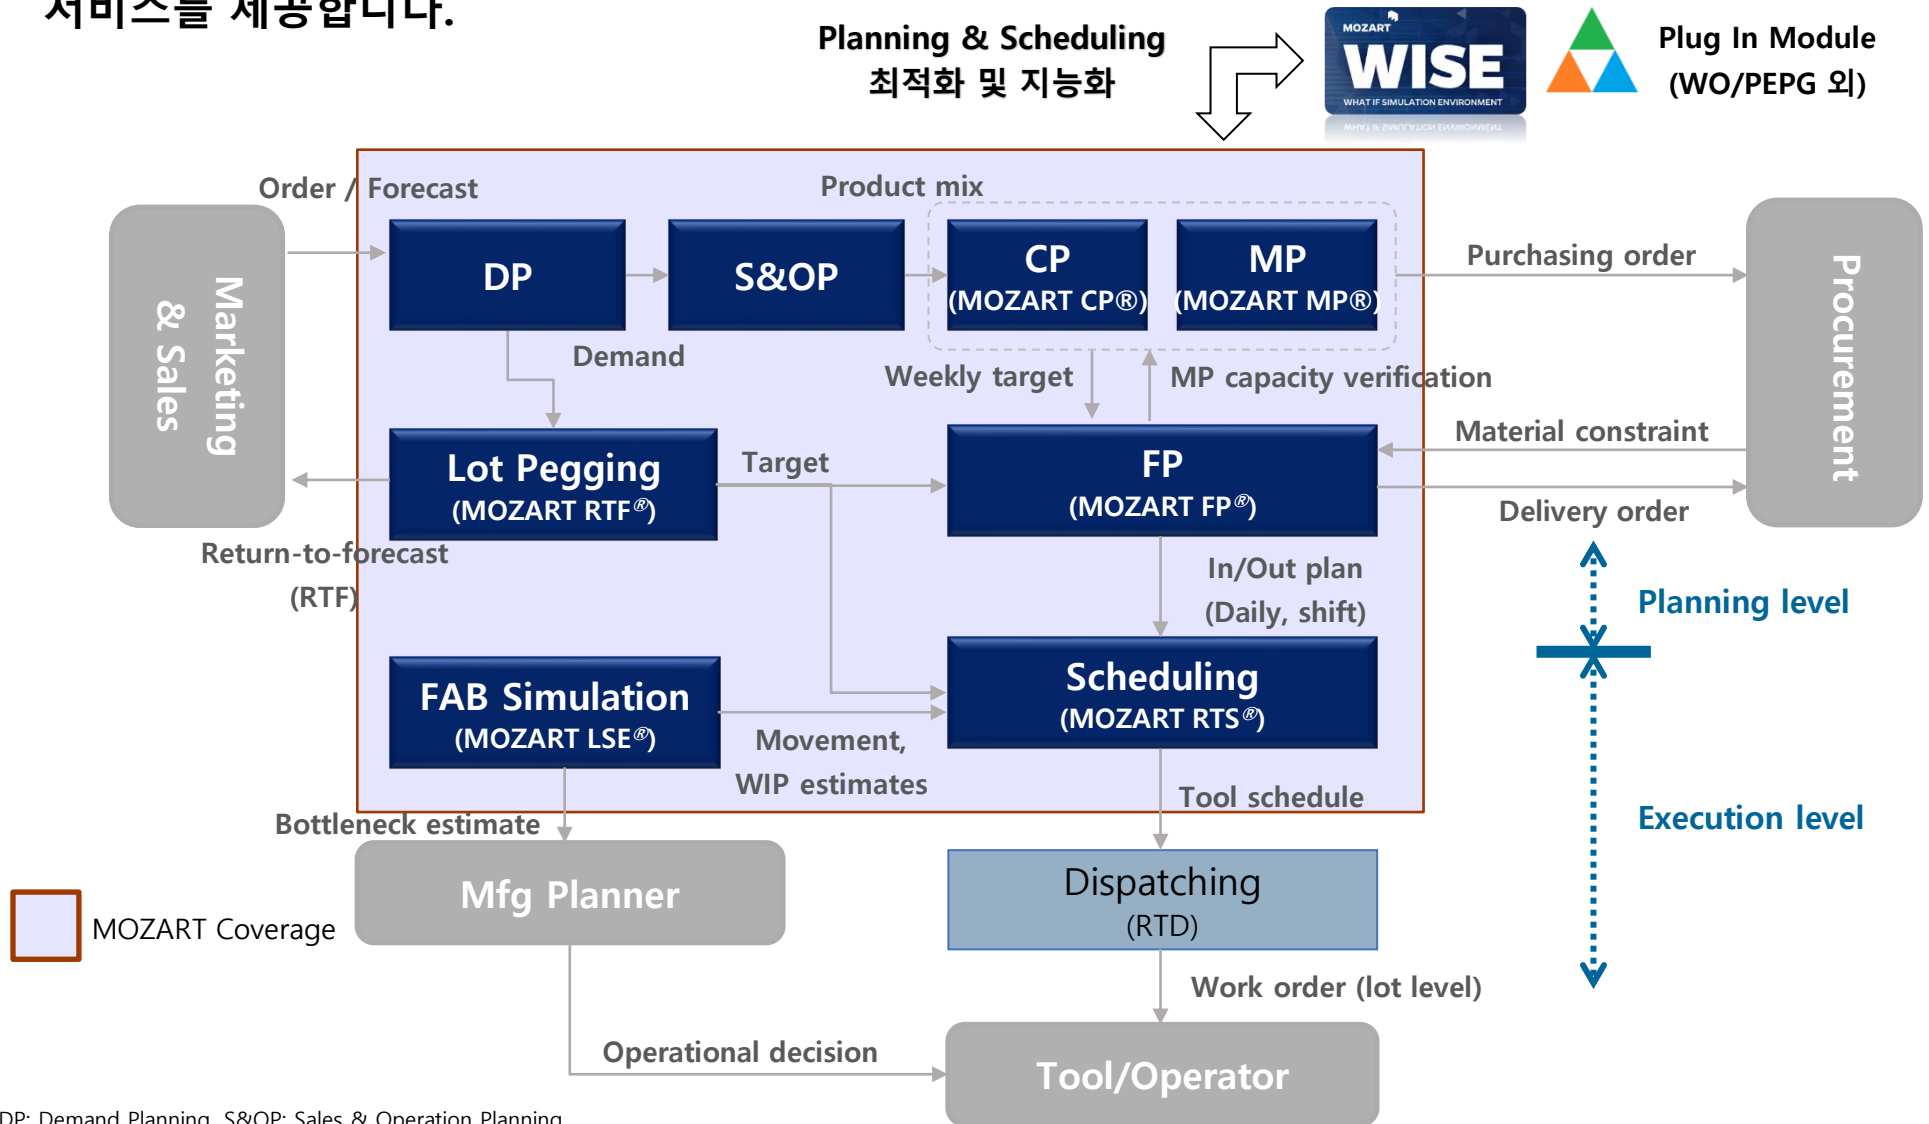 서비스를 제공합니다.
Planning & Scheduling
최적화 및 지능화
MOZART
WISE
WHAT IF SIMULATION ENVIRONMENT
Plug In Module
(WO/PEPG 외)
Order / Forecast
Product mix
Marketing
& Sales
DP
S&OP
CP
(MOZART CP®)
MP
(MOZART MP®)
Purchasing order
Procurement
Demand
Weekly target
MP capacity verification
Lot Pegging
(MOZART RTF®)
Target
FP
(MOZART FP®)
Material constraint
Delivery order
Return-to-forecast
(RTF)
In/Out plan
(Daily, shift)
Planning level
FAB Simulation
(MOZART LSE®)
Scheduling
(MOZART RTS®)
Movement,
WIP estimates
Tool schedule
Bottleneck estimate
Execution level
Mfg Planner
Dispatching
(RTD)
MOZART Coverage
Work order (lot level)
Operational decision
Tool/Operator
DP: Demand Planning, S&OP: Sales & Operation Planning